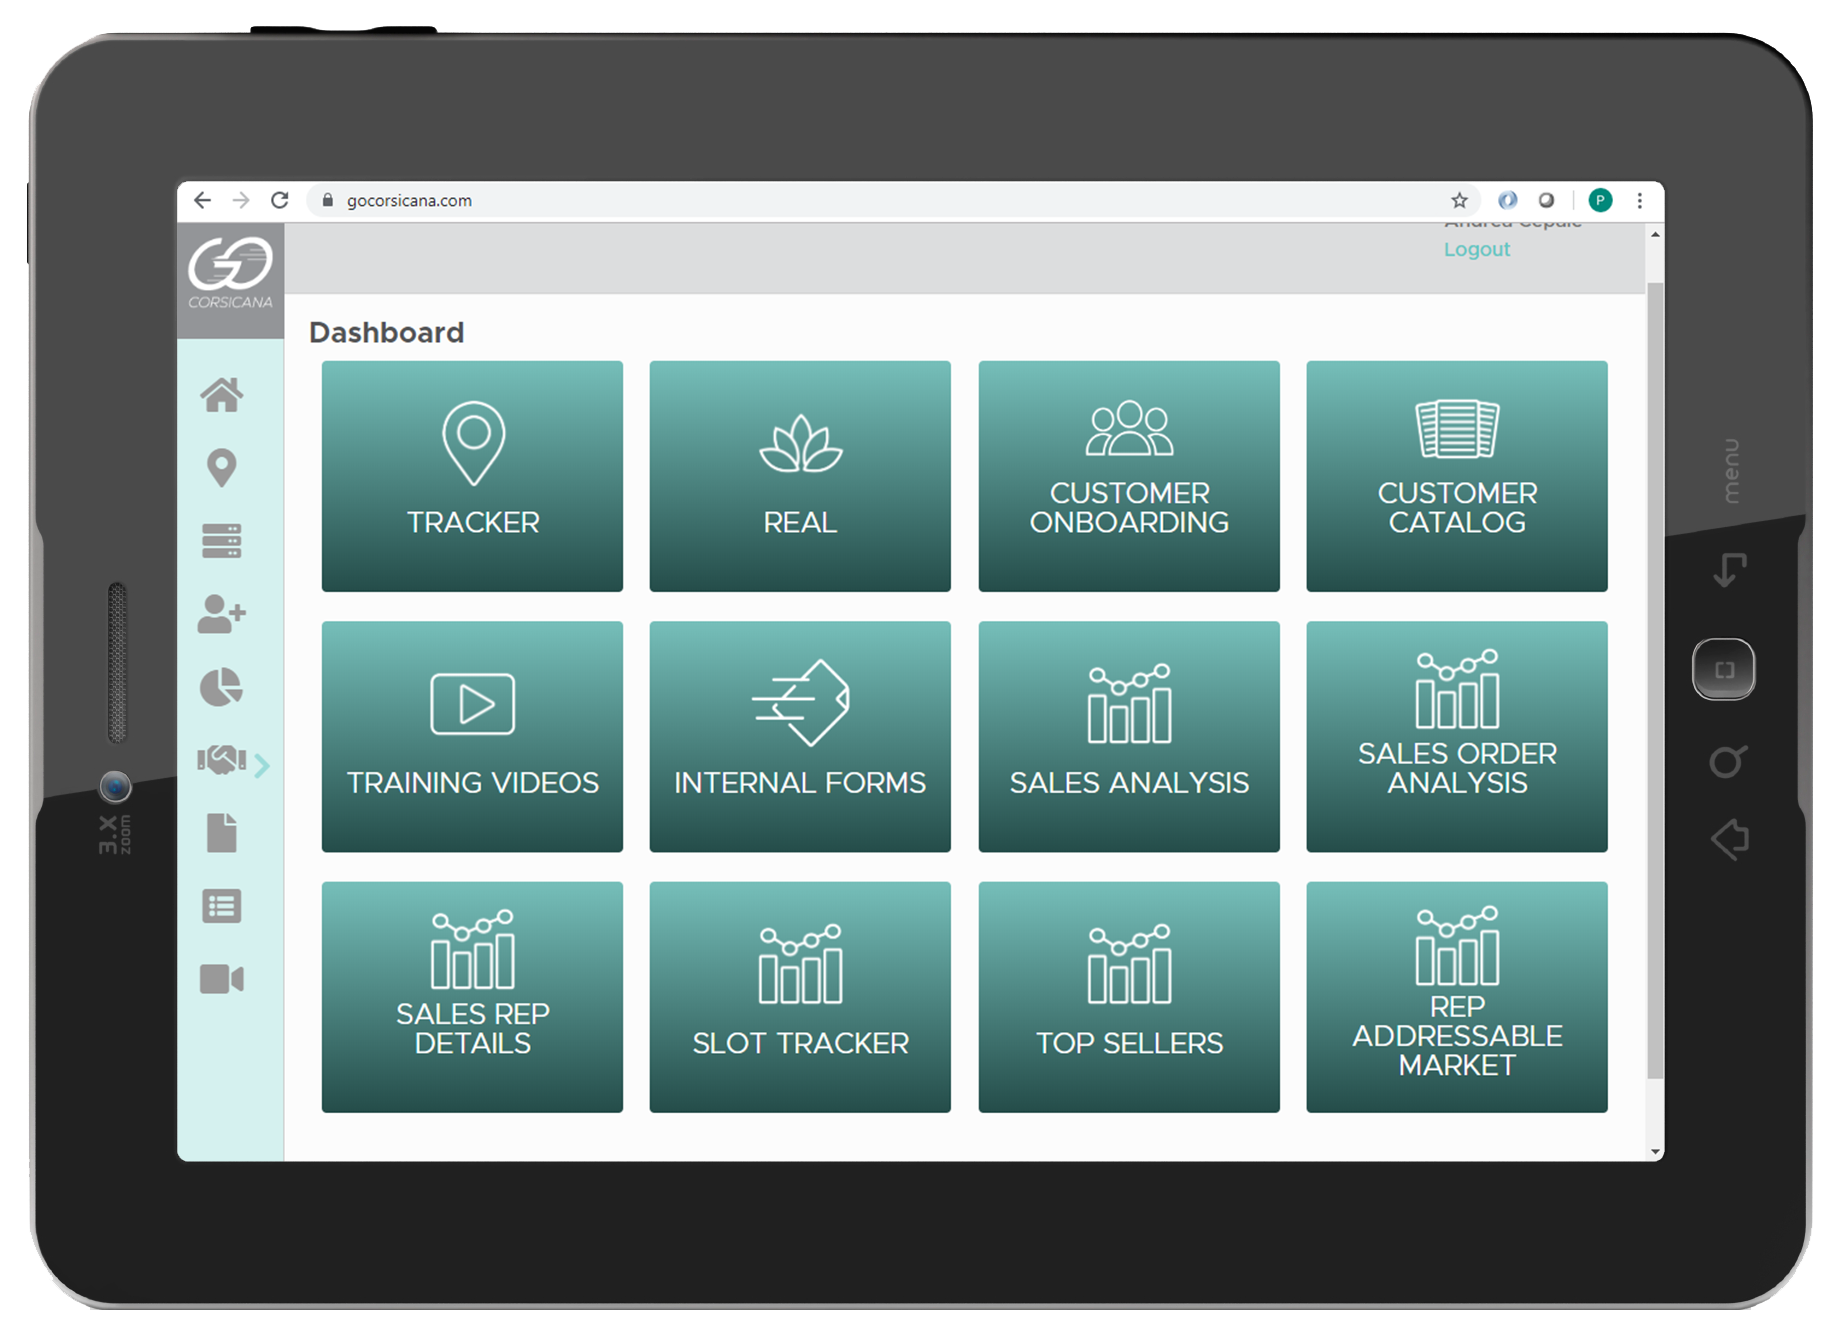 gocorsicana.com
P
Logout
GO
CORSICANA
Dashboard
TRACKER
REAL
CUSTOMER
ONBOARDING
CUSTOMER
CATALOG
TRAINING VIDEOS
INTERNAL FORMS
SALES ANALYSIS
SALES ORDER
ANALYSIS
SALES REP
DETAILS
SLOT TRACKER
TOP SELLERS
REP
ADDRESSABLE
MARKET
menu
3.X
zoom